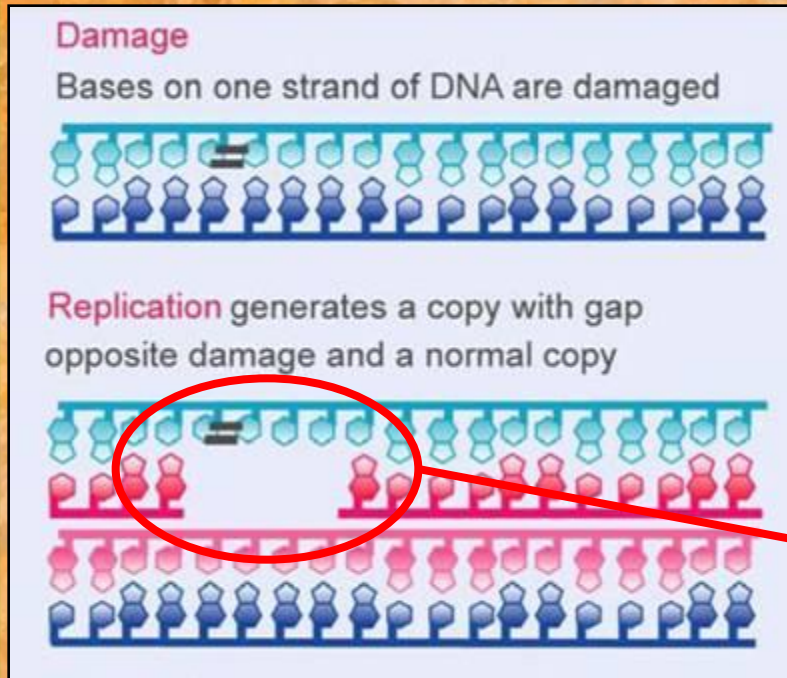 Damage
Bases on one strand of DNA are damaged
Replication generates a copy with gap
opposite damage and a normal copy